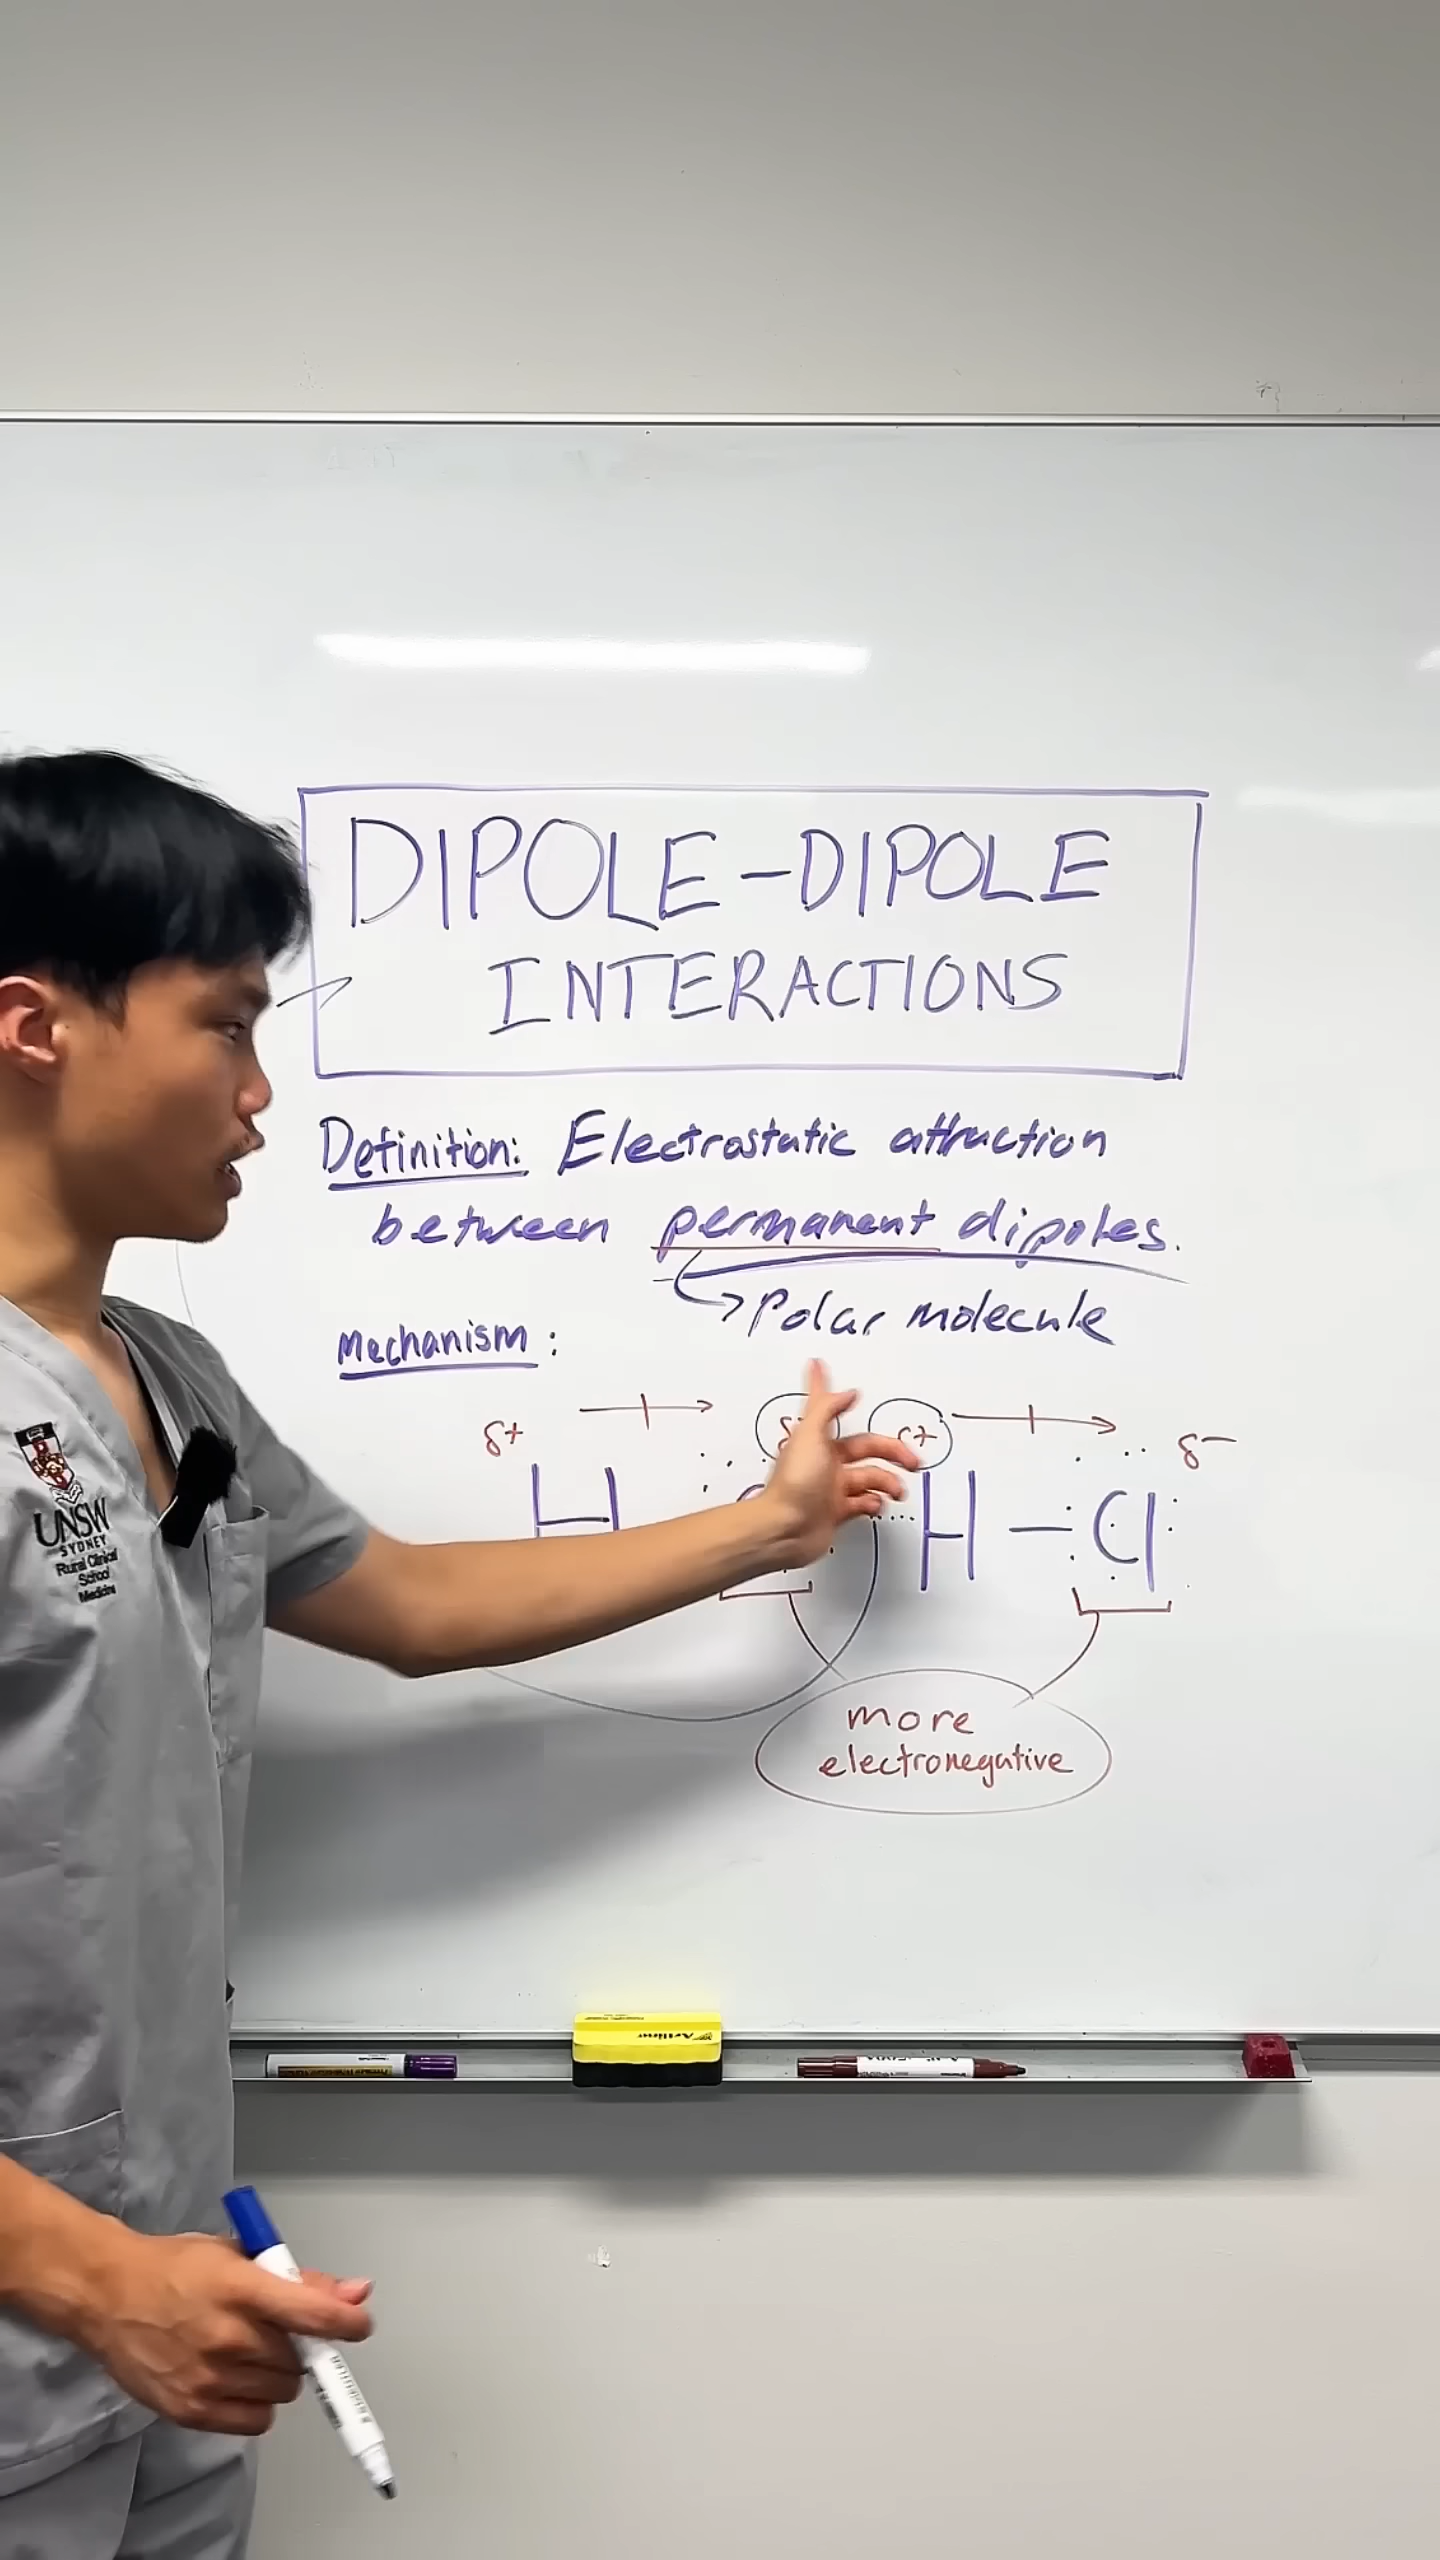 DIPOLE-DIPOLE
INTERACTIONS
Definition: Electrostatic attraction
between permanent dipoles.
Polar molecule
Mechanism:
δ+ δ- δ+ δ-
H H — Cl
more
electronegative
UNSW
SYDNEY
Rural Clinical
School
Medicine
Artline